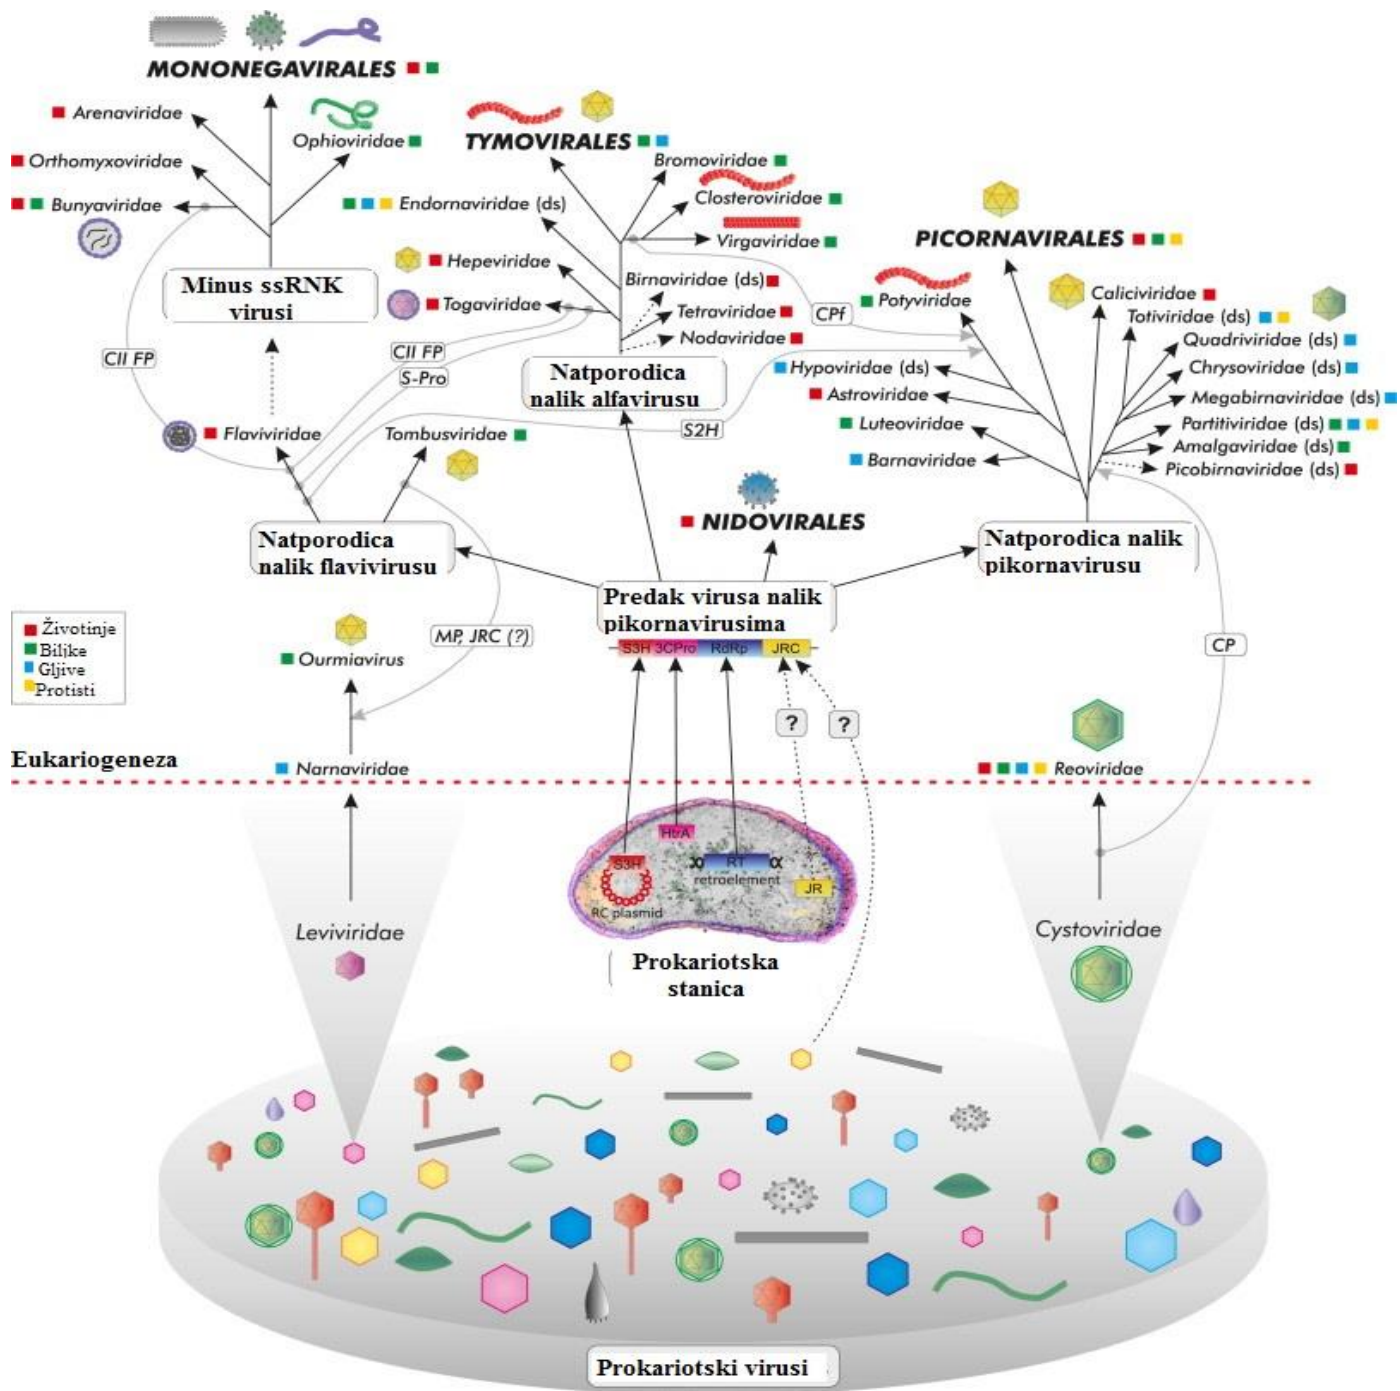 MONONEGAVIRALES
Arenaviridae
Ophioviridae
Orthomyxoviridae
Bunyaviridae
Minus ssRNK
virusi
CII FP
Flaviviridae
Tombusviridae
Natporodica
nalik flavivirusu
TYMOVIRALES
Bromoviridae
Closteroviridae
Virgaviridae
Endornaviridae (ds)
Hepeviridae
Togaviridae
Birnaviridae (ds)
Tetraviridae
Nodaviridae
CII FP
S-Pro
S2H
CPf
Natporodica
nalik alfavirusu
NIDOVIRALES
PICORNAVIRALES
Potyviridae
Caliciviridae
Totiviridae (ds)
Quadriviridae (ds)
Hypoviridae (ds)
Chrysoviridae (ds)
Astroviridae
Megabirnaviridae (ds)
Luteoviridae
Partitiviridae (ds)
Amalgaviridae (ds)
Barnaviridae
Picobirnaviridae (ds)
Natporodica nalik
pikornavirusu
Predak virusa nalik
pikornavirusima
S3H 3CPro RdRp JRC
Životinje
Biljke
Gljive
Protisti
MP, JRC (?)
Ourmiavirus
CP
? ?
Eukariogeneza
Narnaviridae
Reoviridae
HtrA
S3H
RT
retroelement
JR
RC plasmid
Leviviridae
Cystoviridae
Prokariotska
stanica
Prokariotski virusi